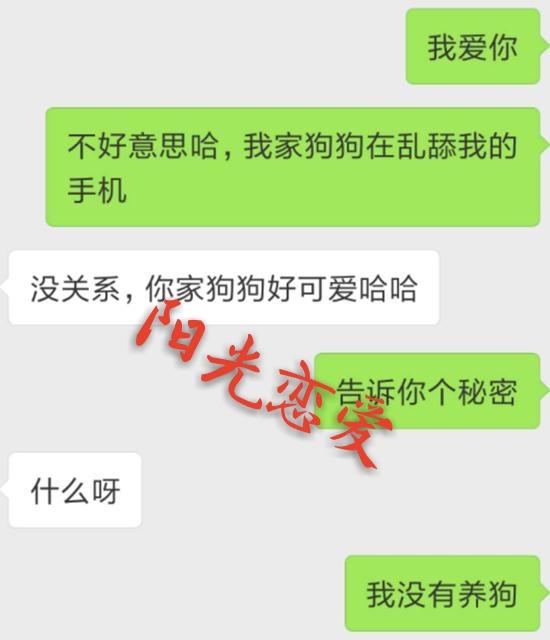 我爱你
不好意思哈，我家狗狗在乱舔我的
手机
没关系，你家狗狗好可爱哈哈
阳光恋爱
告诉你个秘密
什么呀
我没有养狗